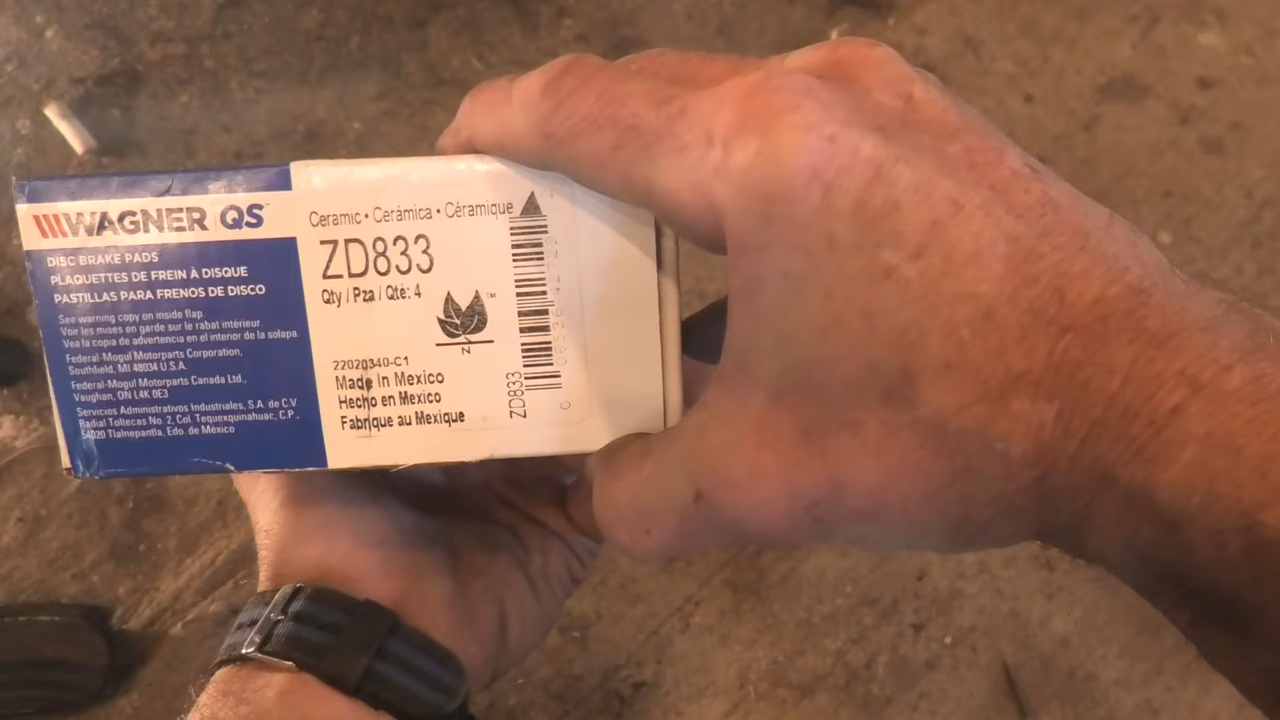 WAGNER QS
DISC BRAKE PADS
PLAQUETTES DE FREIN À DISQUE
PASTILLAS PARA FRENOS DE DISCO
See warning copy on inside flap.
Voir les mises en garde sur le rabat intérieur.
Vea la copia de advertencia en el interior de la solapa.
Federal-Mogul Motorparts Corporation,
Southfield, MI 48034 U.S.A.
Federal-Mogul Motorparts Canada Ltd.,
Vaughan, ON L4K 0E3
Servicios Administrativos Industriales, S.A. de C.V.
Radial Toltecas No. 2, Col. Tequexquinahuac, C.P.,
54020 Tlalnepantla, Edo. de México
Ceramic • Cerámica • Céramique
ZD833
Qty / Pza / Qté: 4
TM
N
22020340-C1
Made In Mexico
Hecho en Mexico
Fabrique au Mexique
ZD833
0